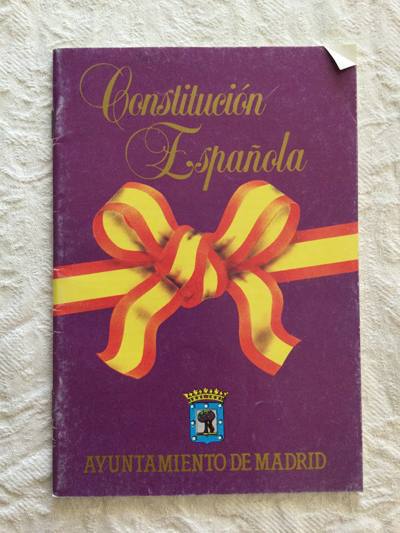 Constitución
Española
AYUNTAMIENTO DE MADRID